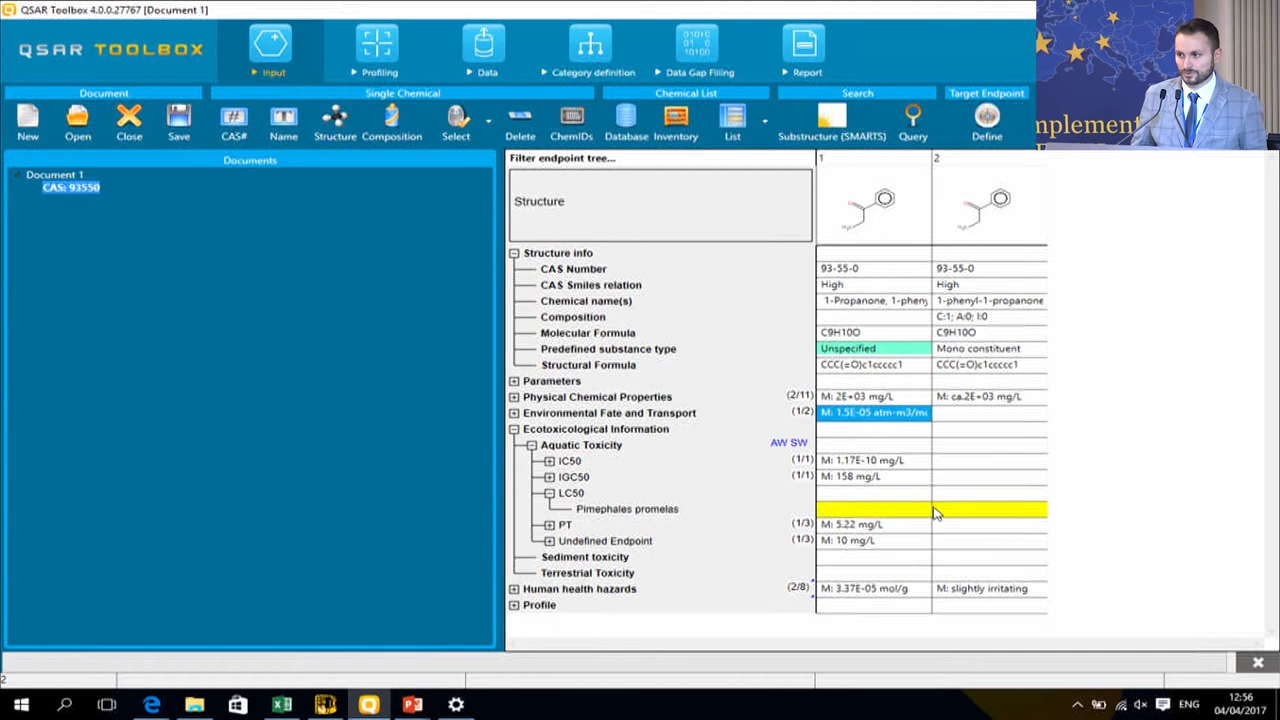 QSAR Toolbox 4.0.0.27767 [Document 1]
QSAR TOOLBOX
Input
Profiling
Data
Category definition
Data Gap Filling
Report
Document
Single Chemical
Chemical List
Search
Target Endpoint
New
Open
Close
Save
CAS#
Name
Structure
Composition
Select
Delete
ChemIDs
Database
Inventory
List
Substructure (SMARTS)
Query
Define
mplement
Documents
Document 1
CAS: 93550
Filter endpoint tree...
1
2
Structure
Structure info
CAS Number 93-55-0 93-55-0
CAS Smiles relation High High
Chemical name(s) 1-Propanone, 1-pheny 1-phenyl-1-propanone
Composition C:1; A:0; I:0
Molecular Formula C9H10O C9H10O
Predefined substance type Unspecified Mono constituent
Structural Formula CCC(=O)c1ccccc1 CCC(=O)c1ccccc1
Parameters
Physical Chemical Properties (2/11) M: 2E+03 mg/L M: ca.2E+03 mg/L
Environmental Fate and Transport (1/2) M: 1.5E-05 atm-m3/mo
Ecotoxicological Information
Aquatic Toxicity AW SW
IC50 (1/1) M: 1.17E-10 mg/L
IGC50 (1/1) M: 158 mg/L
LC50
Pimephales promelas
PT (1/3) M: 5.22 mg/L
Undefined Endpoint (1/3) M: 10 mg/L
Sediment toxicity
Terrestrial Toxicity
Human health hazards (2/8) M: 3.37E-05 mol/g M: slightly irritating
Profile
2
ENG
12:56
04/04/2017